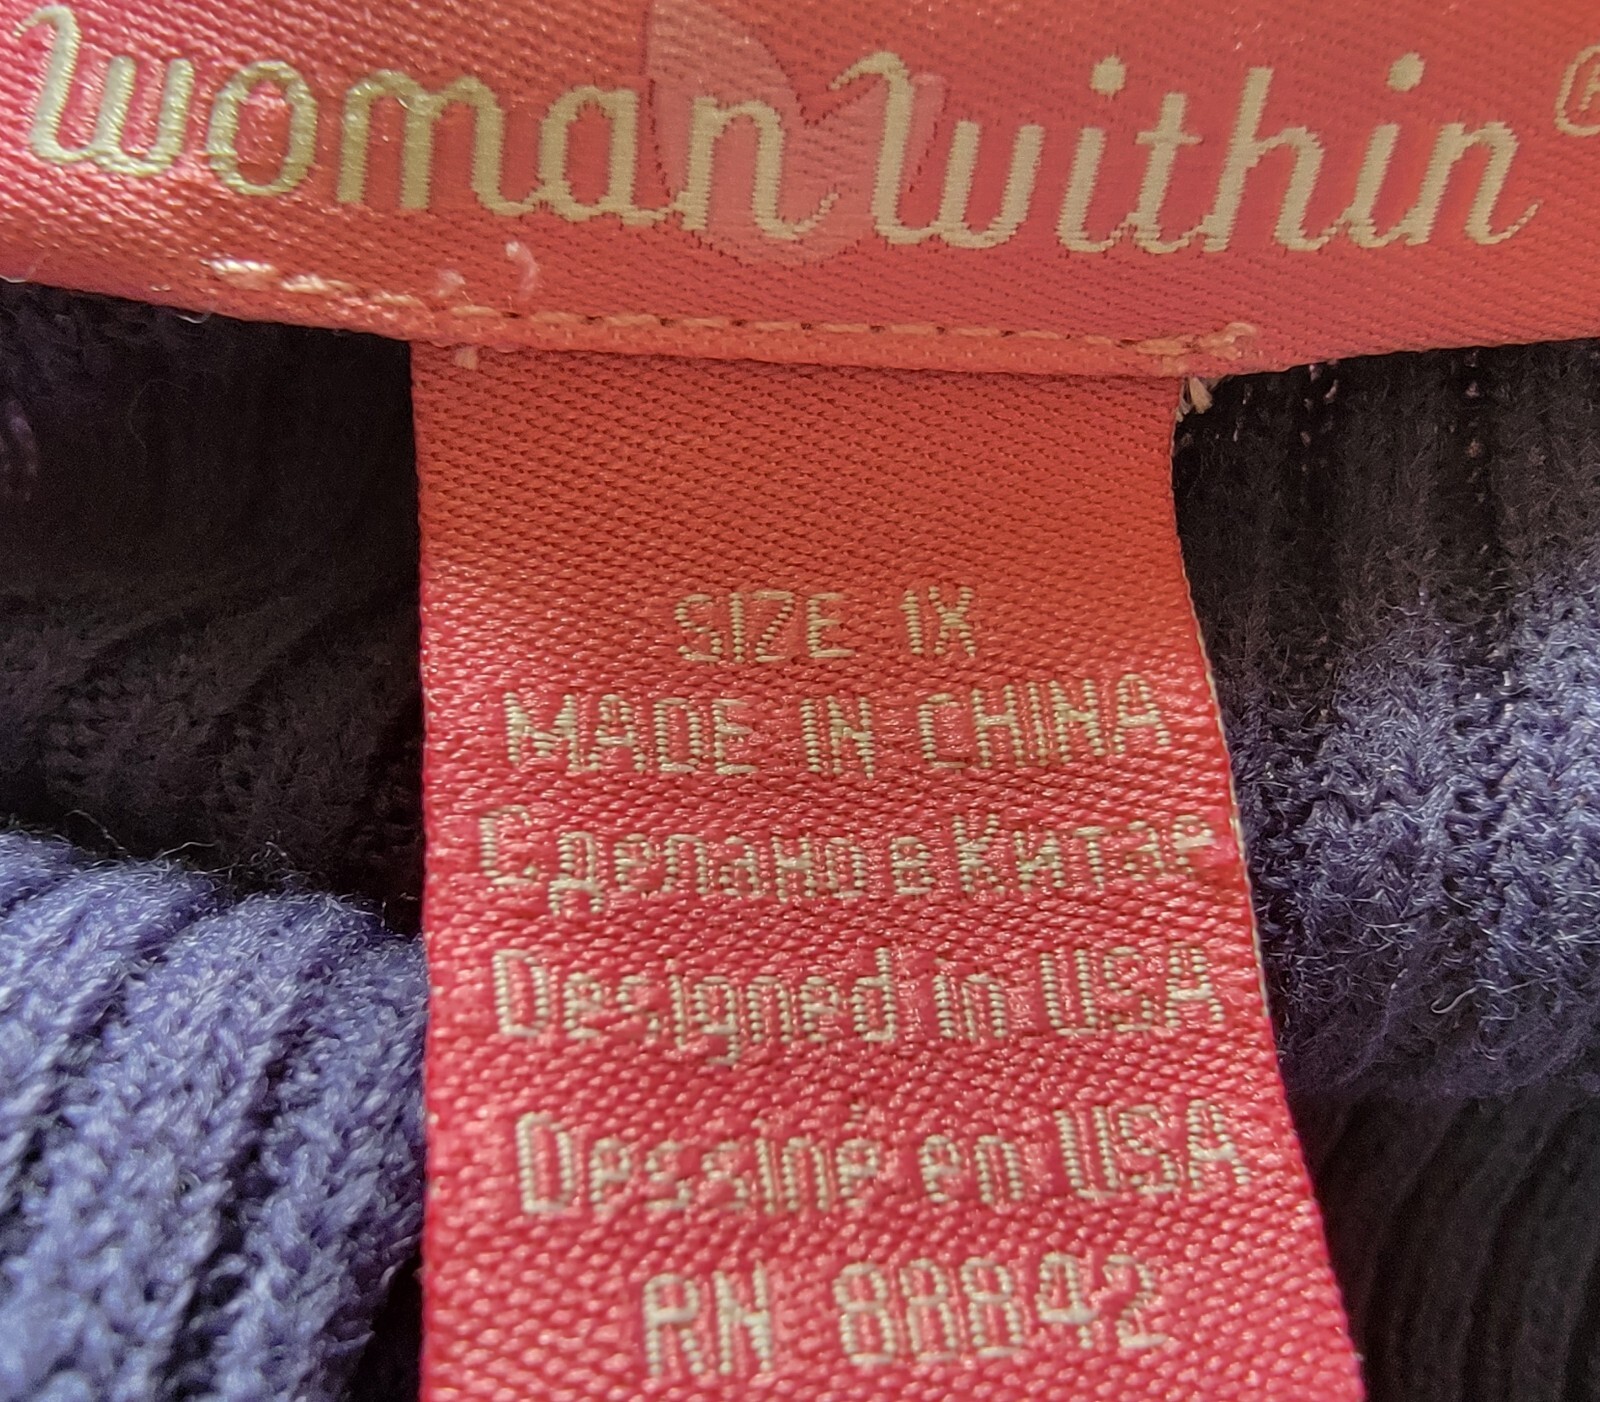 woman within®
SIZE 1X
MADE IN CHINA
Сделано в Китае
Designed in USA
Dessiné en USA
RN 88842